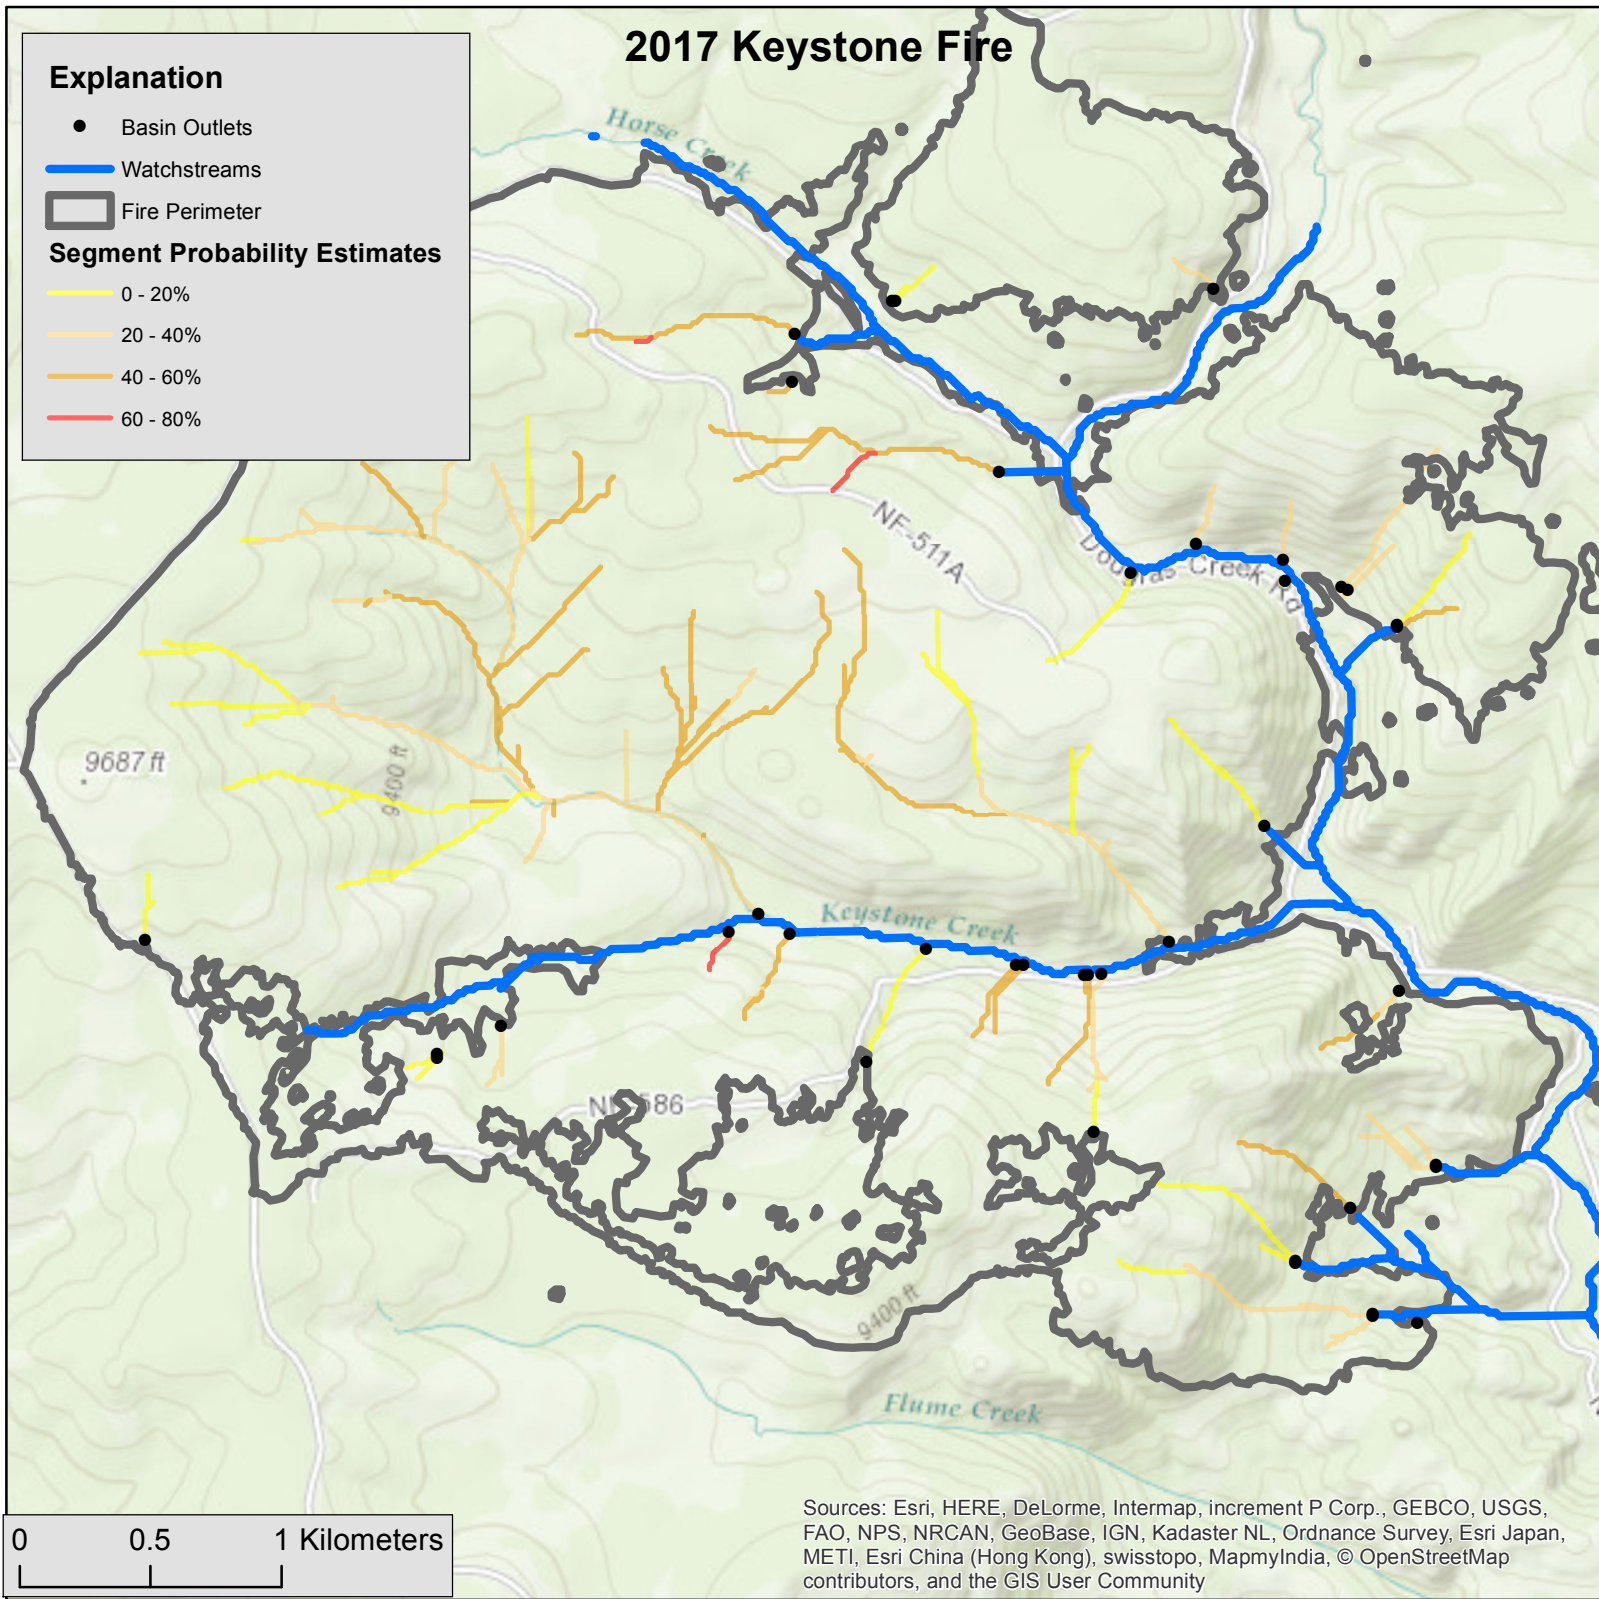 2017 Keystone Fire
Explanation
Basin Outlets
Watchstreams
Fire Perimeter
Segment Probability Estimates
0 - 20%
20 - 40%
40 - 60%
60 - 80%
Horse Creek
NF-511A
Douglas Creek Rd
9687 ft
9400 ft
Keystone Creek
NF-586
9400 ft
Flume Creek
0 0.5 1 Kilometers
Sources: Esri, HERE, DeLorme, Intermap, increment P Corp., GEBCO, USGS,
FAO, NPS, NRCAN, GeoBase, IGN, Kadaster NL, Ordnance Survey, Esri Japan,
METI, Esri China (Hong Kong), swisstopo, MapmyIndia, © OpenStreetMap
contributors, and the GIS User Community